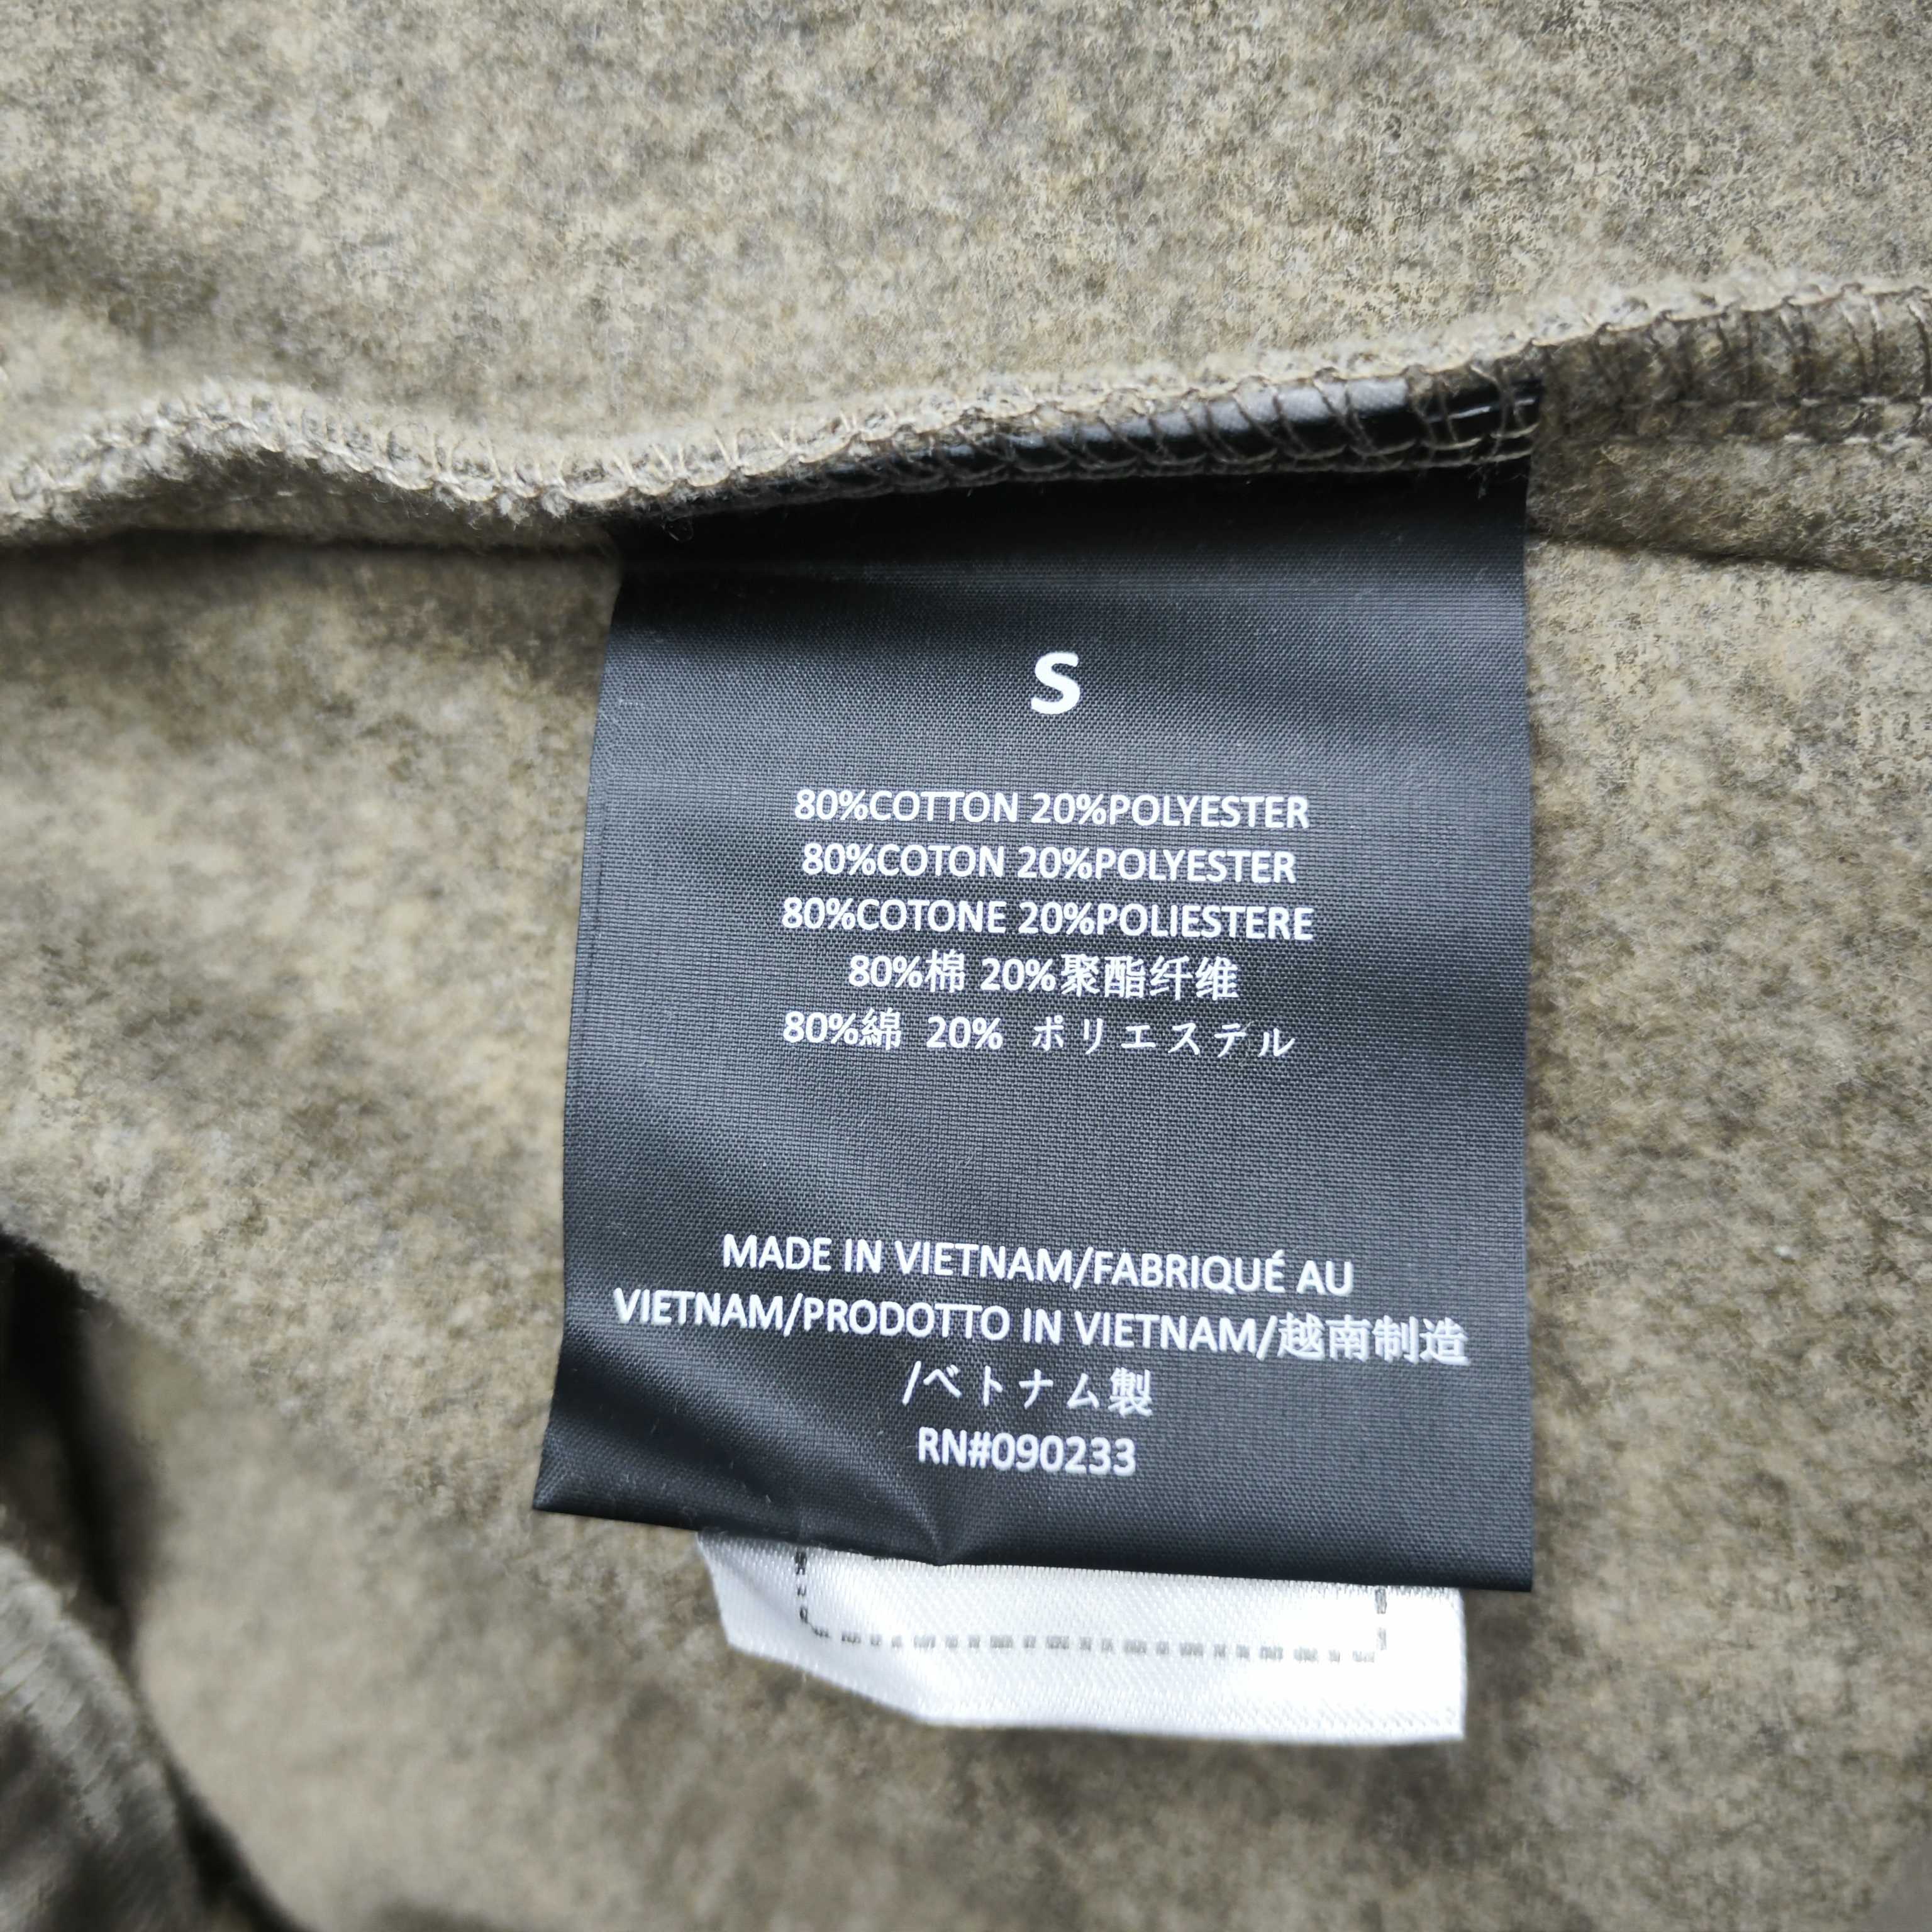 S
80%COTTON 20%POLYESTER
80%COTON 20%POLYESTER
80%COTONE 20%POLIESTERE
80%棉 20%聚酯纤维
80%綿 20% ポリエステル
MADE IN VIETNAM/FABRIQUÉ AU
VIETNAM/PRODOTTO IN VIETNAM/越南制造
/ベトナム製
RN#090233